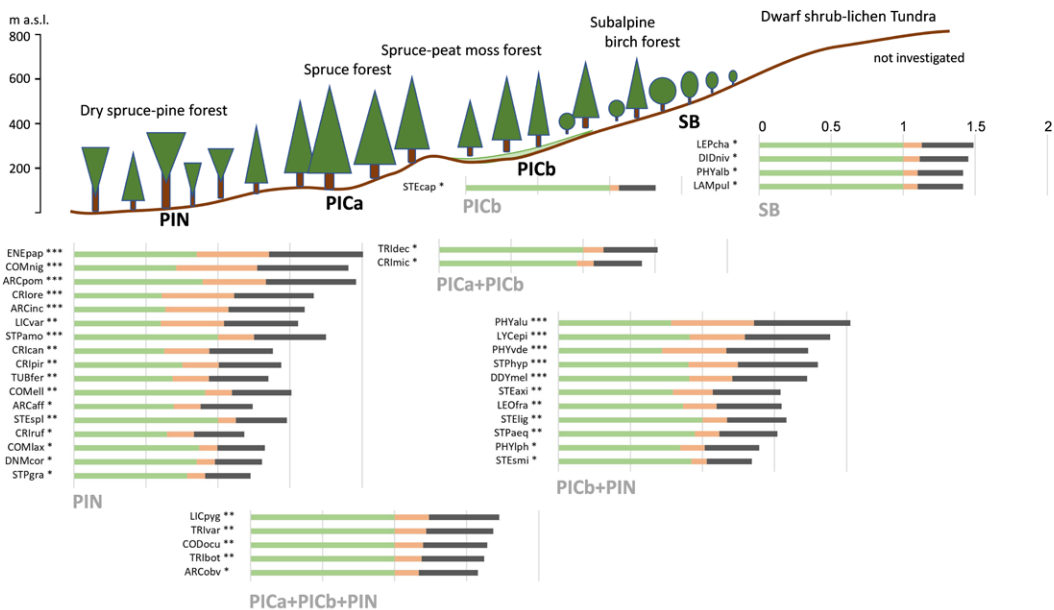 m a.s.l.
800
600
400
200
Dry spruce-pine forest
Spruce forest
Spruce-peat moss forest
Subalpine
birch forest
Dwarf shrub-lichen Tundra
not investigated
PIN
PICa
PICb
SB
0 0.5 1 1.5 2
LEPcha *
DIDniv *
PHYalb *
LAMpul *
SB
STEcap *
PICb
TRIdec *
CRImic *
PICa+PICb
ENEpap ***
COMnig ***
ARCpom ***
CRIore ***
ARCinc ***
LICvar **
STPamo ***
CRIcan **
CRIpir **
TUBfer **
COMell **
ARCaff *
STEspl **
CRIruf *
COMlax *
DNMcor *
STPgra *
PIN
PHYalu ***
LYCepi ***
PHYvde ***
STPhyp ***
DDYmel ***
STEaxi **
LEOfra **
STElig **
STPaeq **
PHYlph *
STEsmi *
PICb+PIN
LICpyg **
TRIvar **
CODocu **
TRIbot **
ARCobv *
PICa+PICb+PIN